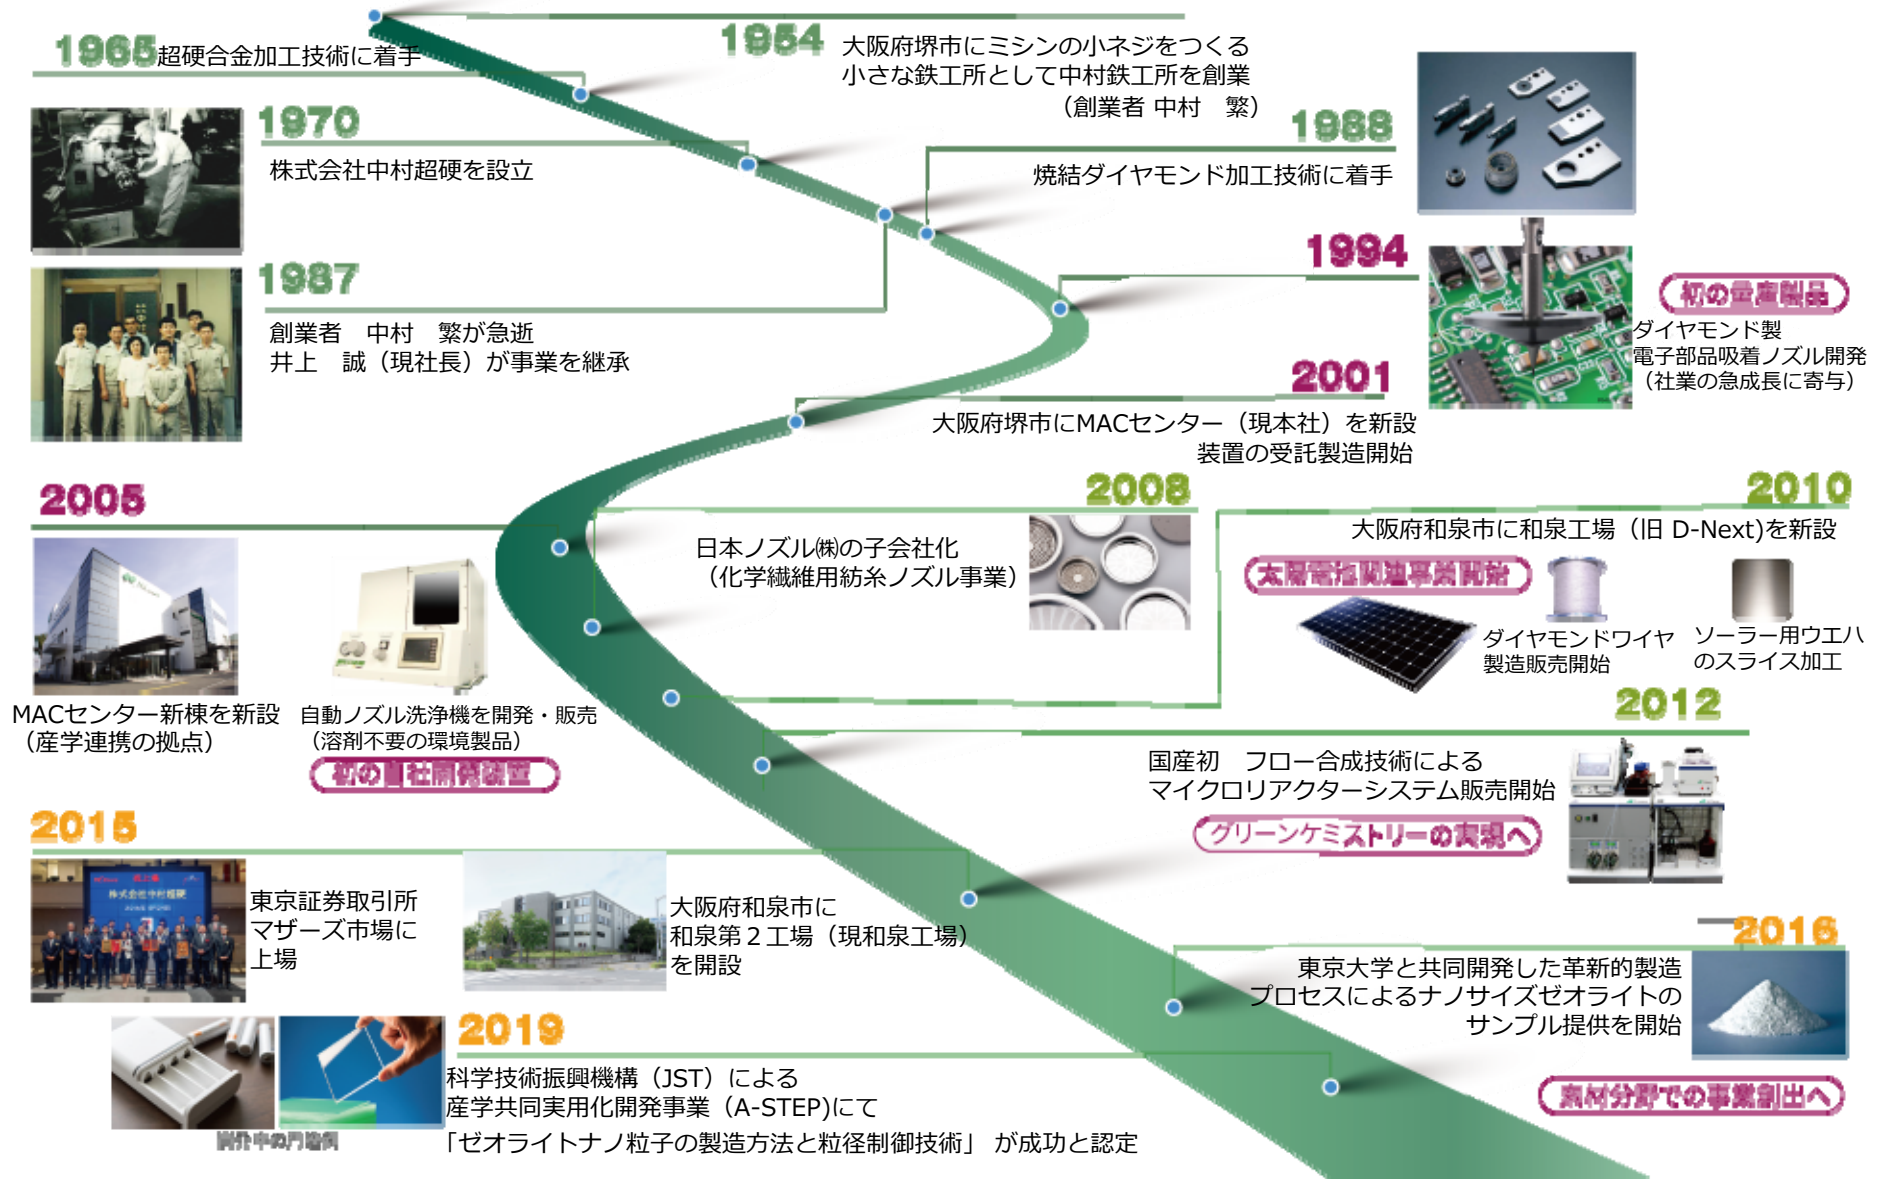 1954
大阪府堺市にミシンの小ネジをつくる
小さな鉄工所として中村鉄工所を創業
（創業者 中村　繁）
1965
超硬合金加工技術に着手
1970
株式会社中村超硬を設立
1987
創業者　中村　繁が急逝
井上　誠（現社長）が事業を継承
1988
焼結ダイヤモンド加工技術に着手
1994
初の量産製品
ダイヤモンド製
電子部品吸着ノズル開発
（社業の急成長に寄与）
2001
大阪府堺市にMACセンター（現本社）を新設
装置の受託製造開始
2005
MACセンター新棟を新設
（産学連携の拠点）
自動ノズル洗浄機を開発・販売
（溶剤不要の環境製品）
初の自社開発装置
2008
日本ノズル㈱の子会社化
（化学繊維用紡糸ノズル事業）
2010
大阪府和泉市に和泉工場（旧 D-Next)を新設
太陽電池関連事業開始
ダイヤモンドワイヤ
製造販売開始
ソーラー用ウエハ
のスライス加工
2012
国産初　フロー合成技術による
マイクロリアクターシステム販売開始
グリーンケミストリーの実現へ
2015
株式会社中村超硬
東京証券取引所
マザーズ市場に
上場
大阪府和泉市に
和泉第２工場（現和泉工場）
を開設
2016
東京大学と共同開発した革新的製造
プロセスによるナノサイズゼオライトの
サンプル提供を開始
素材分野での事業創出へ
2019
科学技術振興機構（JST）による
産学共同実用化開発事業（A-STEP)にて
「ゼオライトナノ粒子の製造方法と粒径制御技術」 が成功と認定